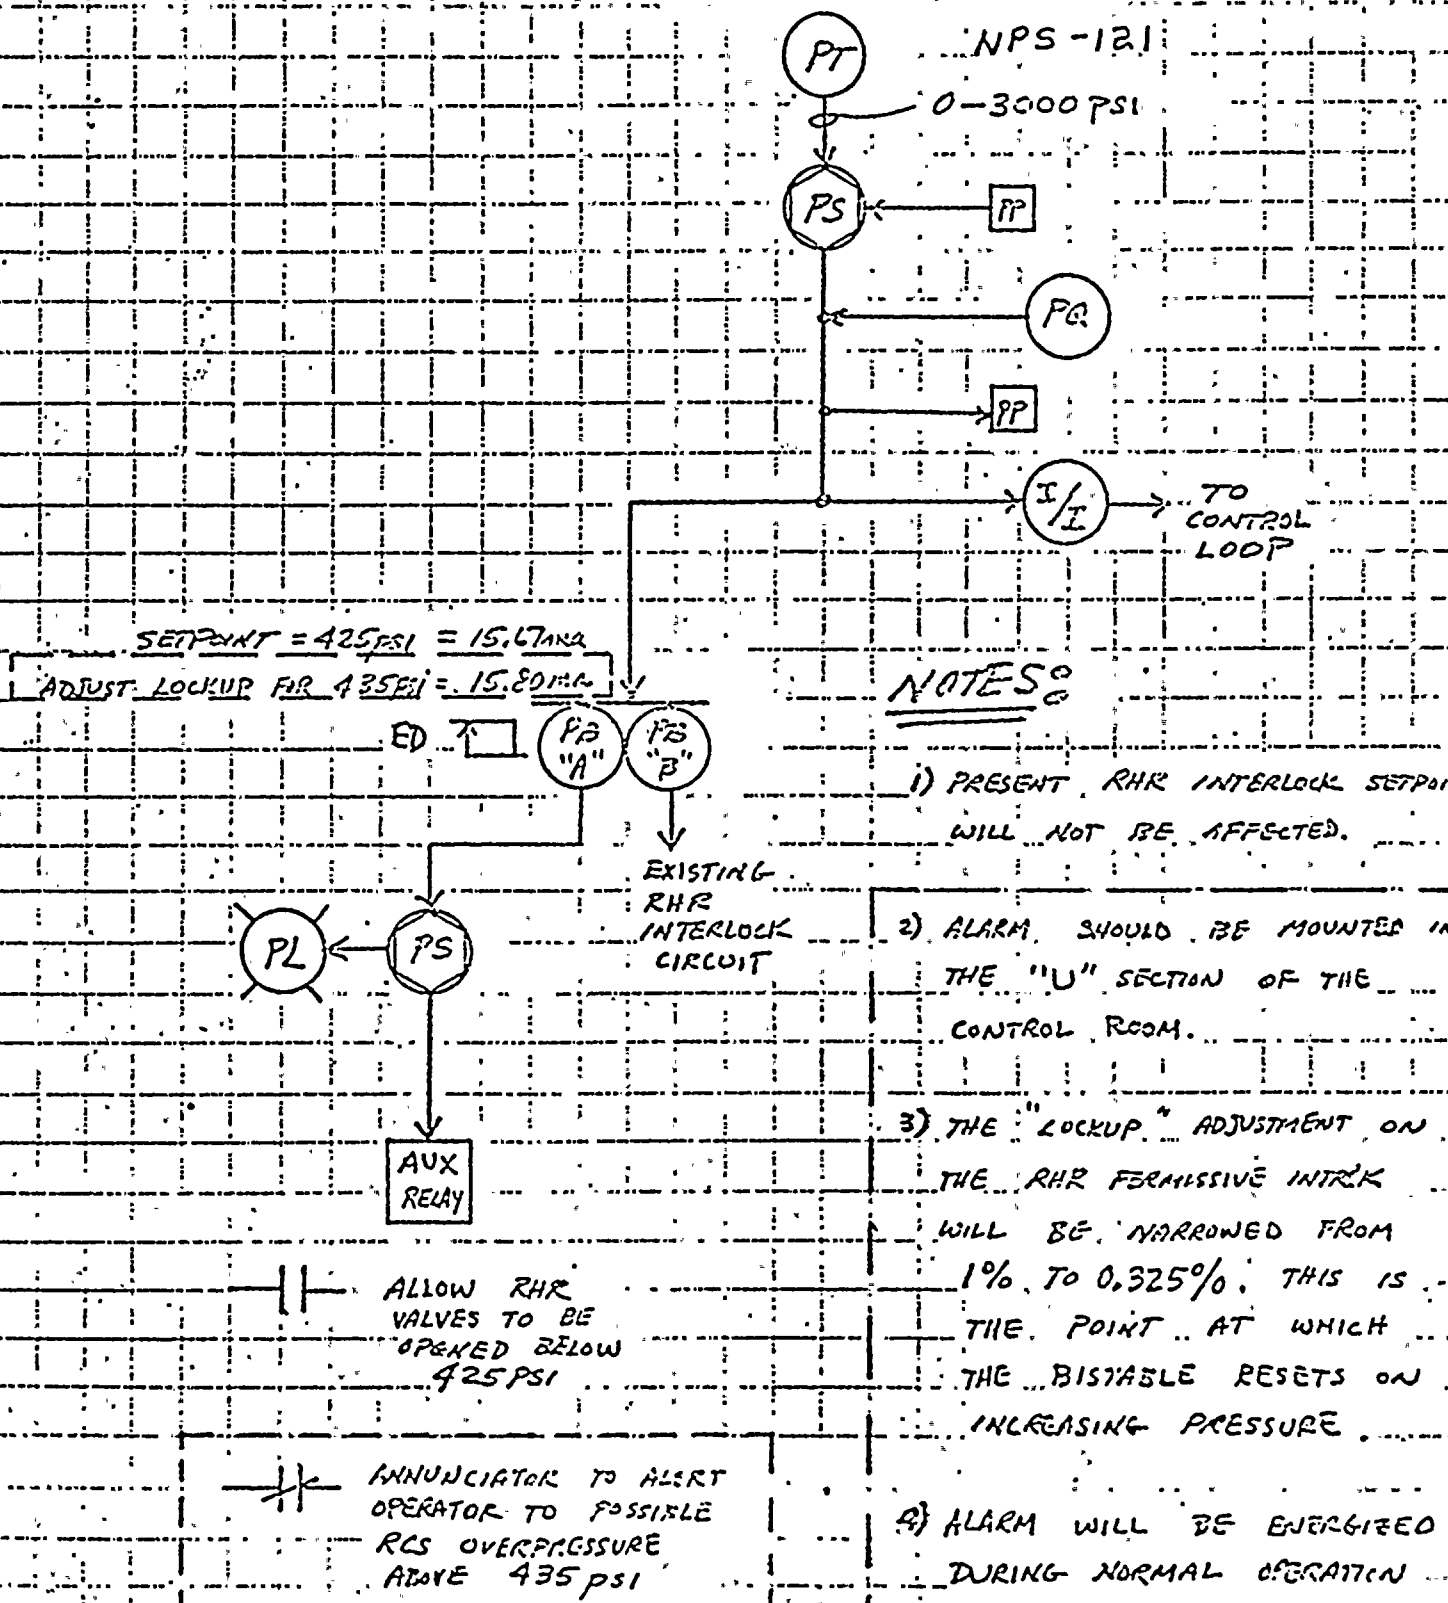 PT
NPS-121
0-3000 PSI
PS
PP
PQ
PP
I/I
TO
CONTROL
LOOP
SETPOINT = 425 PSI = 15.67 ma
ADJUST LOCKUP FOR 435 PSI = 15.80 ma
ED
PB
"A"
PB
"B"
EXISTING
RHR
INTERLOCK
CIRCUIT
PL
PS
AUX
RELAY
ALLOW RHR
VALVES TO BE
OPENED BELOW
425 PSI
ANNUNCIATOR TO ALERT
OPERATOR TO POSSIBLE
RCS OVERPRESSURE
ABOVE 435 PSI
NOTES:
1) PRESENT RHR INTERLOCK SETPOI
WILL NOT BE AFFECTED.
2) ALARM SHOULD BE MOUNTED IN
THE "U" SECTION OF THE
CONTROL ROOM.
3) THE "LOCKUP" ADJUSTMENT ON
THE RHR PERMISSIVE INTR'K
WILL BE NARROWED FROM
1% TO 0.325%. THIS IS
THE POINT AT WHICH
THE BISTABLE RESETS ON
INCREASING PRESSURE.
4) ALARM WILL BE ENERGIZED
DURING NORMAL OPERATION